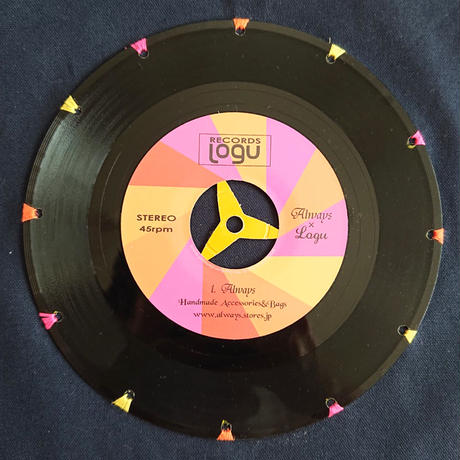 RECORDS
Logu
STEREO
45rpm
Always
×
Logu
1. Always
Handmade Accessories&Bags
www.always.stores.jp